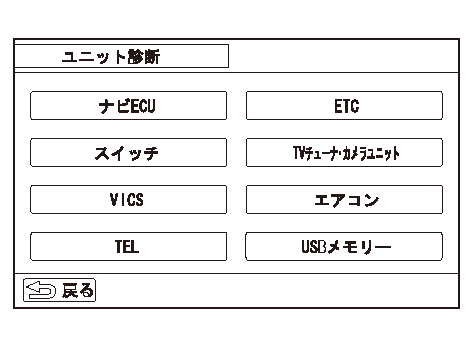 ユニット診断
ナビECU
ETC
スイッチ
TVチューナ・カメラユニット
VICS
エアコン
TEL
USBメモリー
戻る